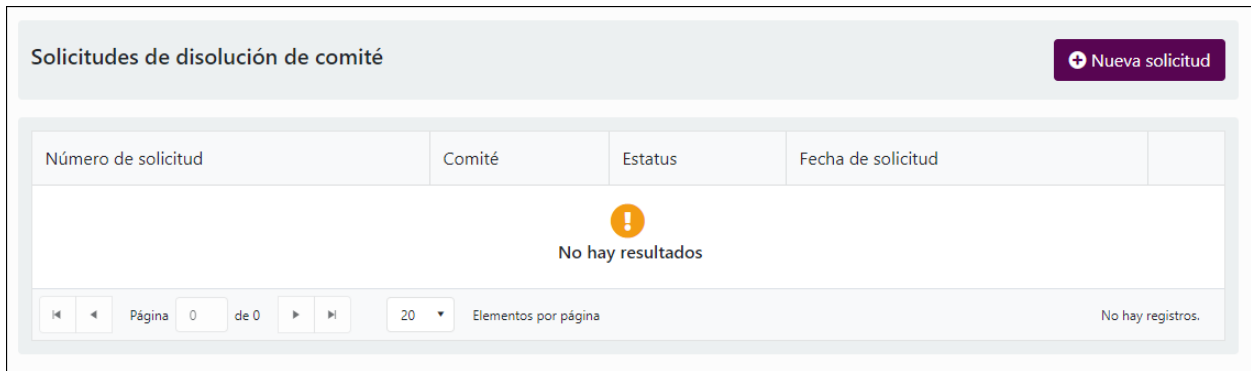 Solicitudes de disolución de comité
Nueva solicitud
Número de solicitud Comité Estatus Fecha de solicitud
No hay resultados
Página 0 de 0 20 Elementos por página No hay registros.